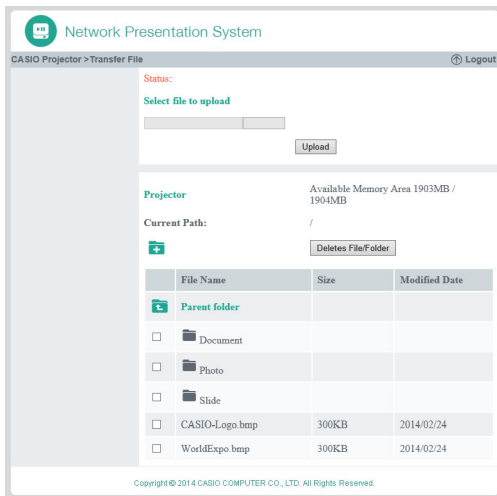 Network Presentation System
CASIO Projector >Transfer File
Logout
Status:
Select file to upload
Upload
Projector
Available Memory Area 1903MB /
1904MB
Current Path:
/
Deletes File/Folder
File Name Size Modified Date
Parent folder
Document
Photo
Slide
CASIO-Logo.bmp 300KB 2014/02/24
WorldExpo.bmp 300KB 2014/02/24
Copyright© 2014 CASIO COMPUTER CO., LTD. All Rights Reserved.